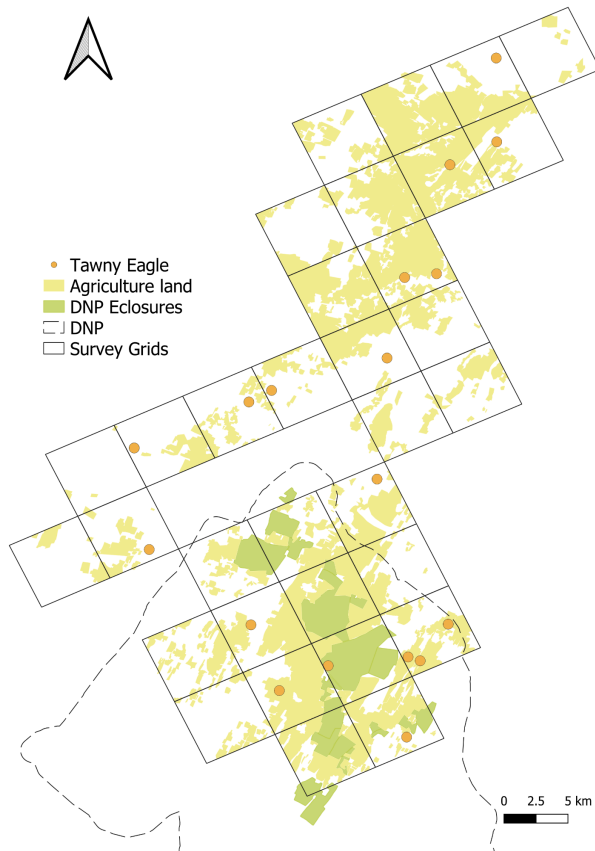 Tawny Eagle
Agriculture land
DNP Eclosures
DNP
Survey Grids
0 2.5 5 km